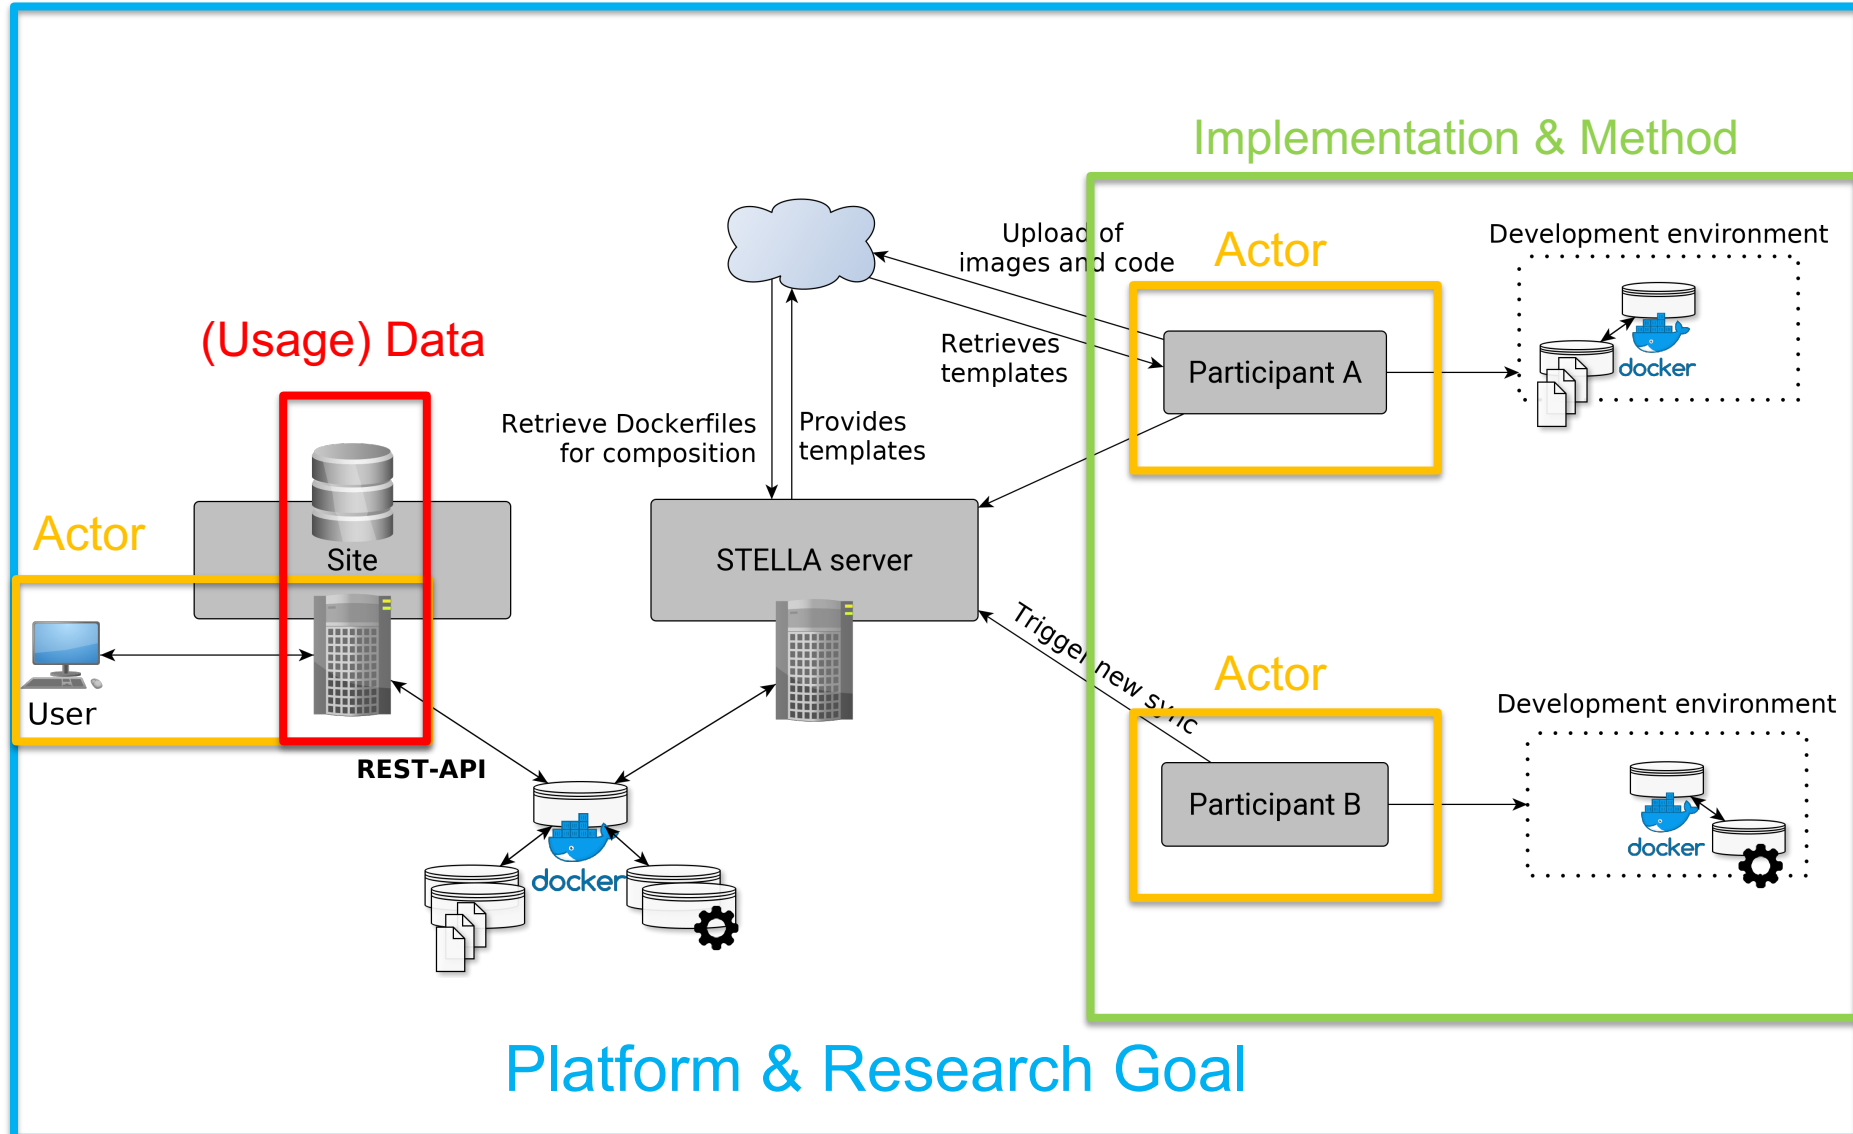 Implementation & Method
Upload of
images and code
Actor
Development environment
docker
(Usage) Data
Retrieves
templates
Participant A
Retrieve Dockerfiles
for composition
Provides
templates
Actor
Site
STELLA server
User
Trigger new sync
Actor
Development environment
REST-API
Participant B
docker
docker
Platform & Research Goal